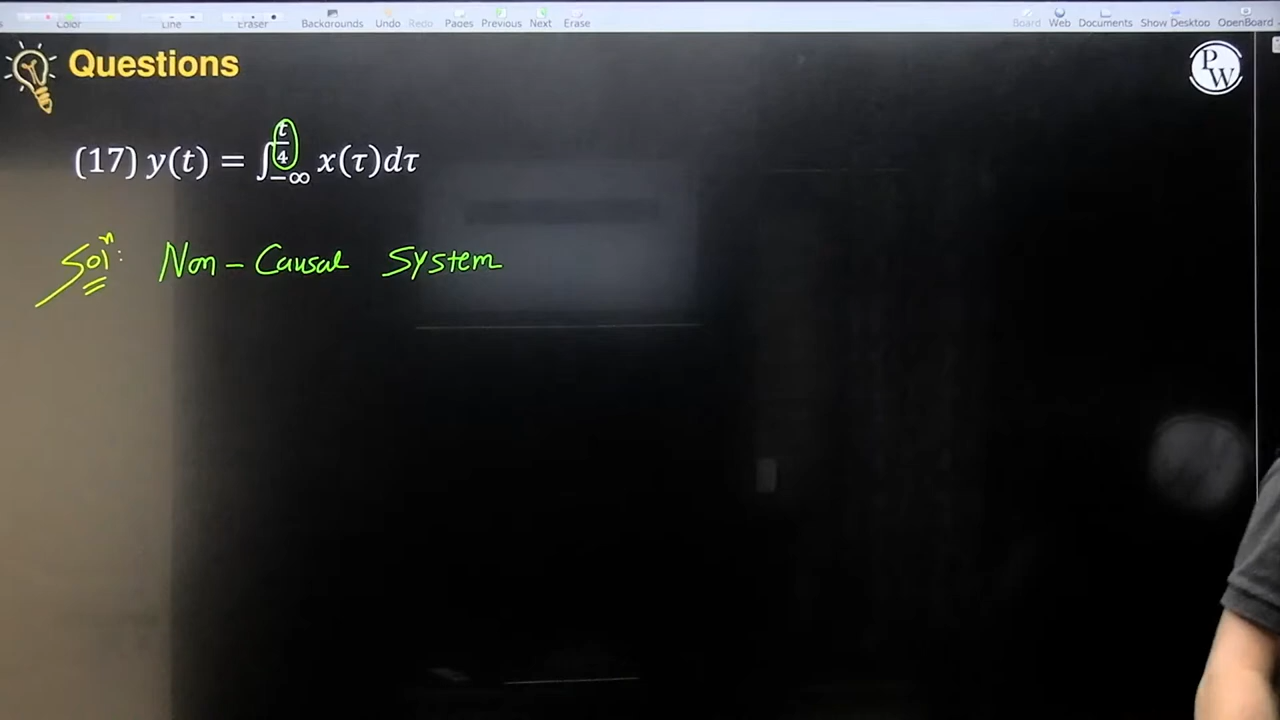 Color Line Eraser Backgrounds Undo Redo Pages Previous Next Erase Board Web Documents Show Desktop OpenBoard
Questions
PW
(17) y(t) = ∫_{-∞}^{t/4} x(τ)dτ
Solⁿ: Non-Causal System